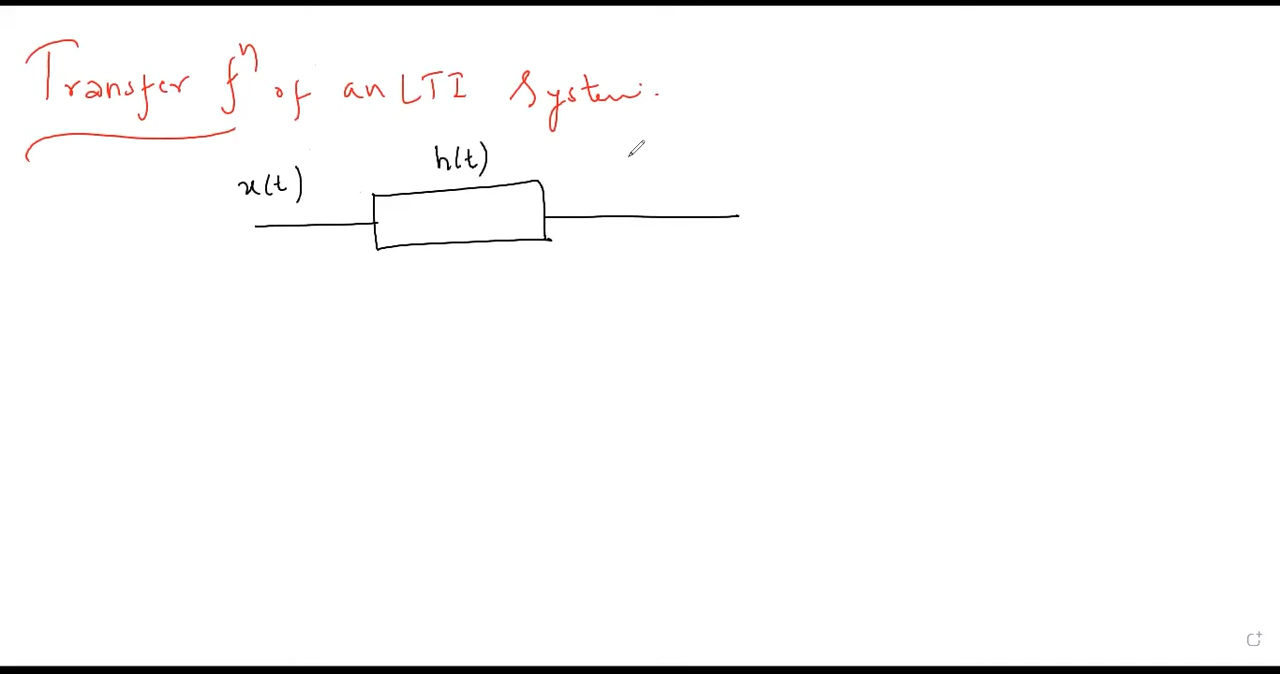 Transfer fⁿ of an LTI System.
h(t)
x(t)